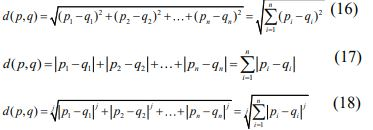 d(p,q) = √((p₁−q₁)² + (p₂−q₂)² + … + (pₙ−qₙ)²) = √(∑ᵢ₌₁ⁿ (pᵢ−qᵢ)²) (16)
d(p,q) = |p₁−q₁| + |p₂−q₂| + … + |pₙ−qₙ| = ∑ᵢ₌₁ⁿ |pᵢ−qᵢ| (17)
d(p,q) = ʲ√(|p₁−q₁|ʲ + |p₂−q₂|ʲ + … + |pₙ−qₙ|ʲ) = ʲ√(∑ᵢ₌₁ⁿ |pᵢ−qᵢ|ʲ) (18)